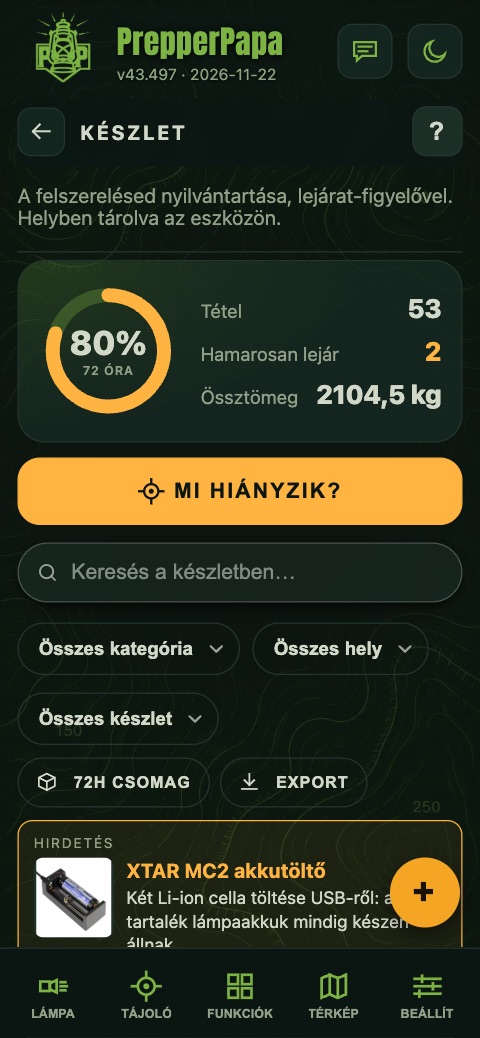 PrepperPapa
v43.497 · 2026-11-22
KÉSZLET
?
A felszerelésed nyilvántartása, lejárat-figyelővel.
Helyben tárolva az eszközön.
80%
72 ÓRA
Tétel 53
Hamarosan lejár 2
Össztömeg 2104,5 kg
MI HIÁNYZIK?
Keresés a készletben…
Összes kategória
Összes hely
Összes készlet
150
72H CSOMAG
EXPORT
250
HIRDETÉS
XTAR MC2 akkutöltő
Két Li-ion cella töltése USB-ről: a
tartalék lámpaakkuk mindig készen
állnak
+
LÁMPA
TÁJOLÓ
FUNKCIÓK
TÉRKÉP
BEÁLLÍT